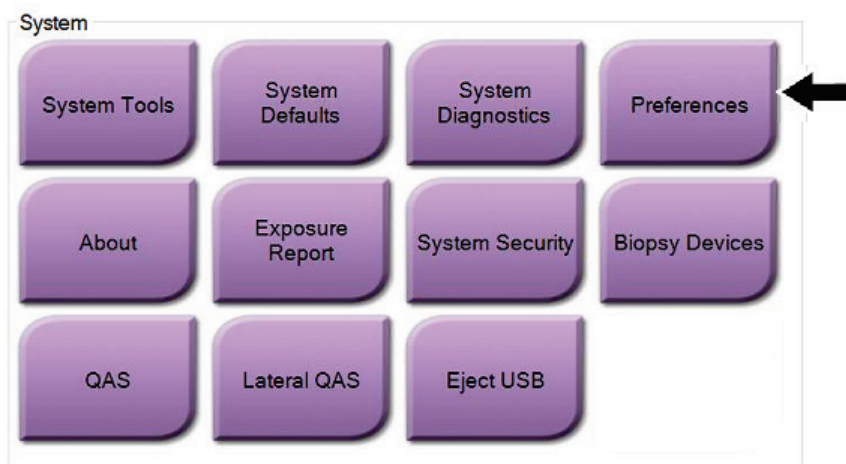 System
System Tools
System
Defaults
System
Diagnostics
Preferences
About
Exposure
Report
System Security
Biopsy Devices
QAS
Lateral QAS
Eject USB